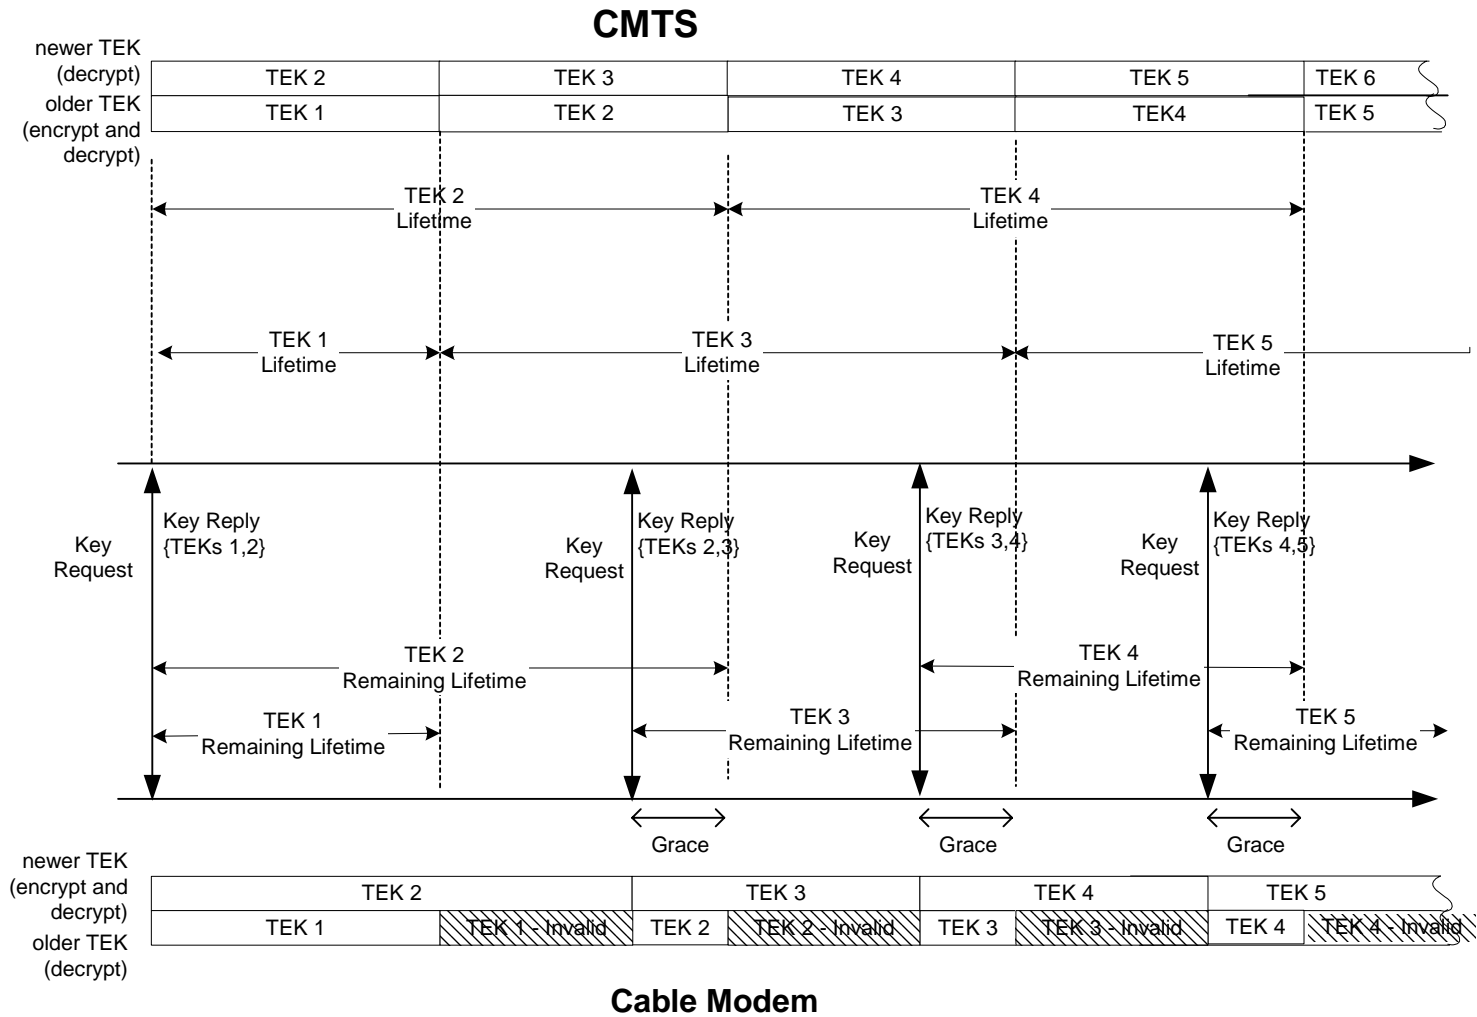 CMTS
newer TEK
(decrypt)
TEK 2
TEK 3
TEK 4
TEK 5
TEK 6
older TEK
(encrypt and
decrypt)
TEK 1
TEK 2
TEK 3
TEK4
TEK 5
TEK 2
Lifetime
TEK 4
Lifetime
TEK 1
Lifetime
TEK 3
Lifetime
TEK 5
Lifetime
Key
Request
Key Reply
{TEKs 1,2}
Key
Request
Key Reply
{TEKs 2,3}
Key
Request
Key Reply
{TEKs 3,4}
Key
Request
Key Reply
{TEKs 4,5}
TEK 2
Remaining Lifetime
TEK 4
Remaining Lifetime
TEK 1
Remaining Lifetime
TEK 3
Remaining Lifetime
TEK 5
Remaining Lifetime
Grace
Grace
Grace
newer TEK
(encrypt and
decrypt)
TEK 2
TEK 3
TEK 4
TEK 5
older TEK
(decrypt)
TEK 1
TEK 1 - Invalid
TEK 2
TEK 2 - Invalid
TEK 3
TEK 3 - Invalid
TEK 4
TEK 4 - Invalid
Cable Modem